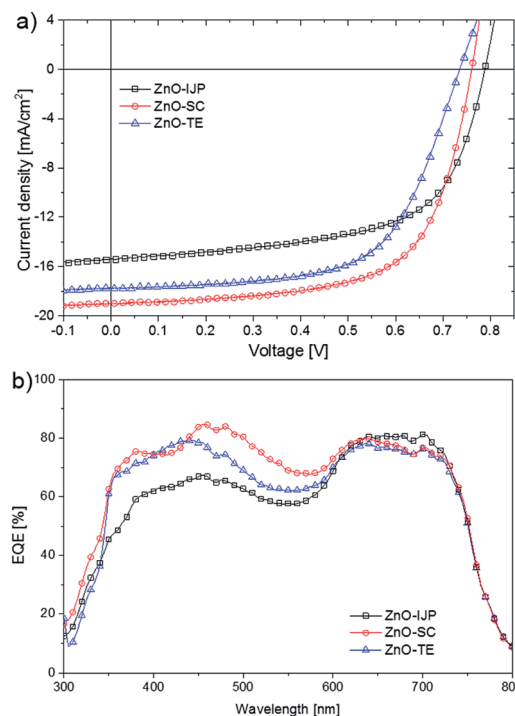 a)
4
0
-4
-8
-12
-16
-20
Current density [mA/cm²]
ZnO-IJP
ZnO-SC
ZnO-TE
-0.1 0.0 0.1 0.2 0.3 0.4 0.5 0.6 0.7 0.8
Voltage [V]
b)
100
80
60
40
20
0
EQE [%]
ZnO-IJP
ZnO-SC
ZnO-TE
300 400 500 600 700 80
Wavelength [nm]